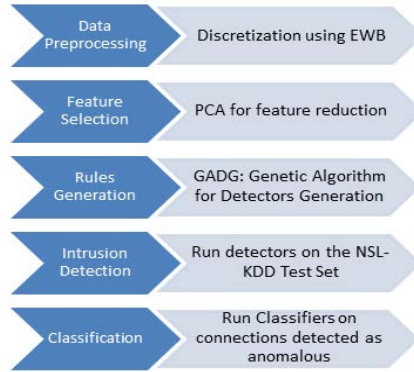 Data
Preprocessing
Discretization using EWB
Feature
Selection
PCA for feature reduction
Rules
Generation
GADG: Genetic Algorithm
for Detectors Generation
Intrusion
Detection
Run detectors on the NSL-
KDD Test Set
Classification
Run Classifiers on
connections detected as
anomalous